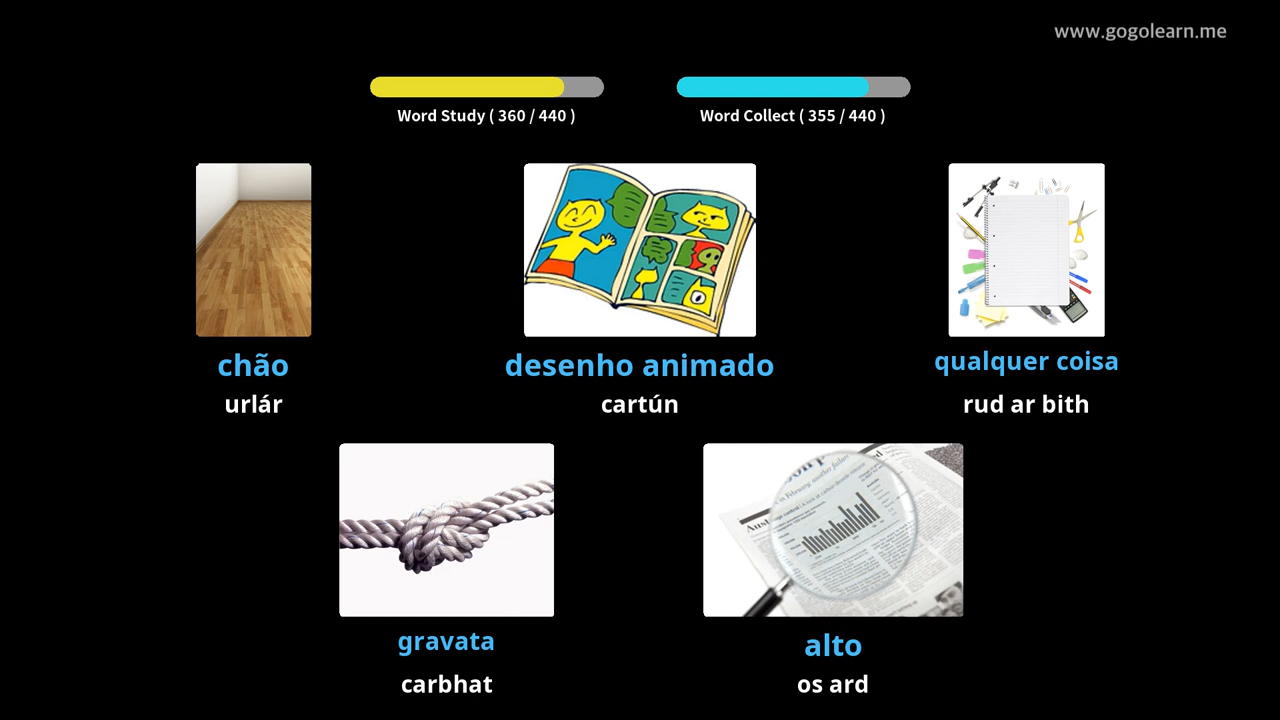 www.gogolearn.me
Word Study ( 360 / 440 )
Word Collect ( 355 / 440 )
chão
desenho animado
qualquer coisa
urlár
cartún
rud ar bith
gravata
alto
carbhat
os ard